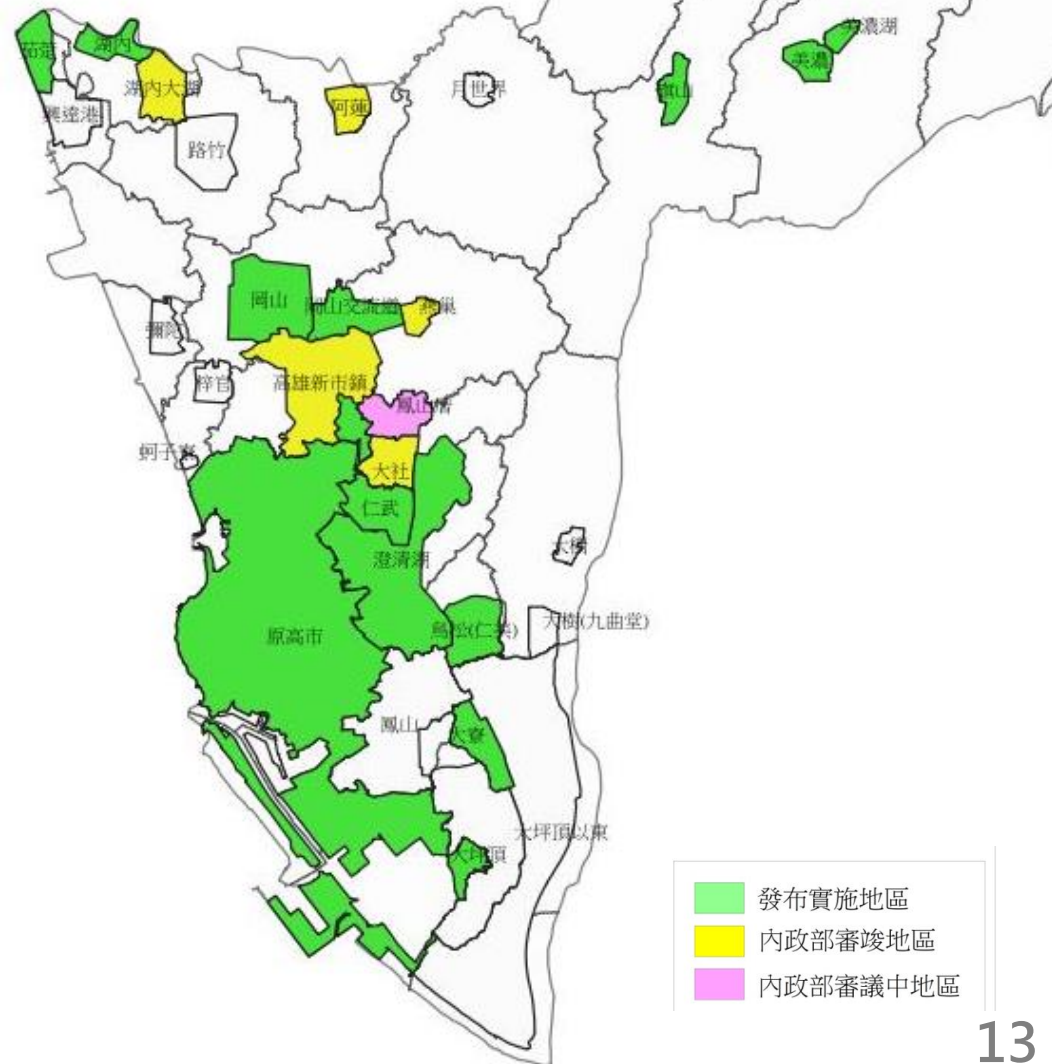 美濃湖
茄萣
湖內
美濃
湖內大湖
月世界
旗山
阿蓮
興達港
路竹
岡山
岡山交流道
燕巢
彌陀
梓官
高雄新市鎮
鳳山厝
蚵子寮
大社
仁武
大樹
澄清湖
大樹(九曲堂)
鳥松(仁美)
原高市
鳳山
大寮
大坪頂以東
大坪頂
發布實施地區
內政部審竣地區
內政部審議中地區
13